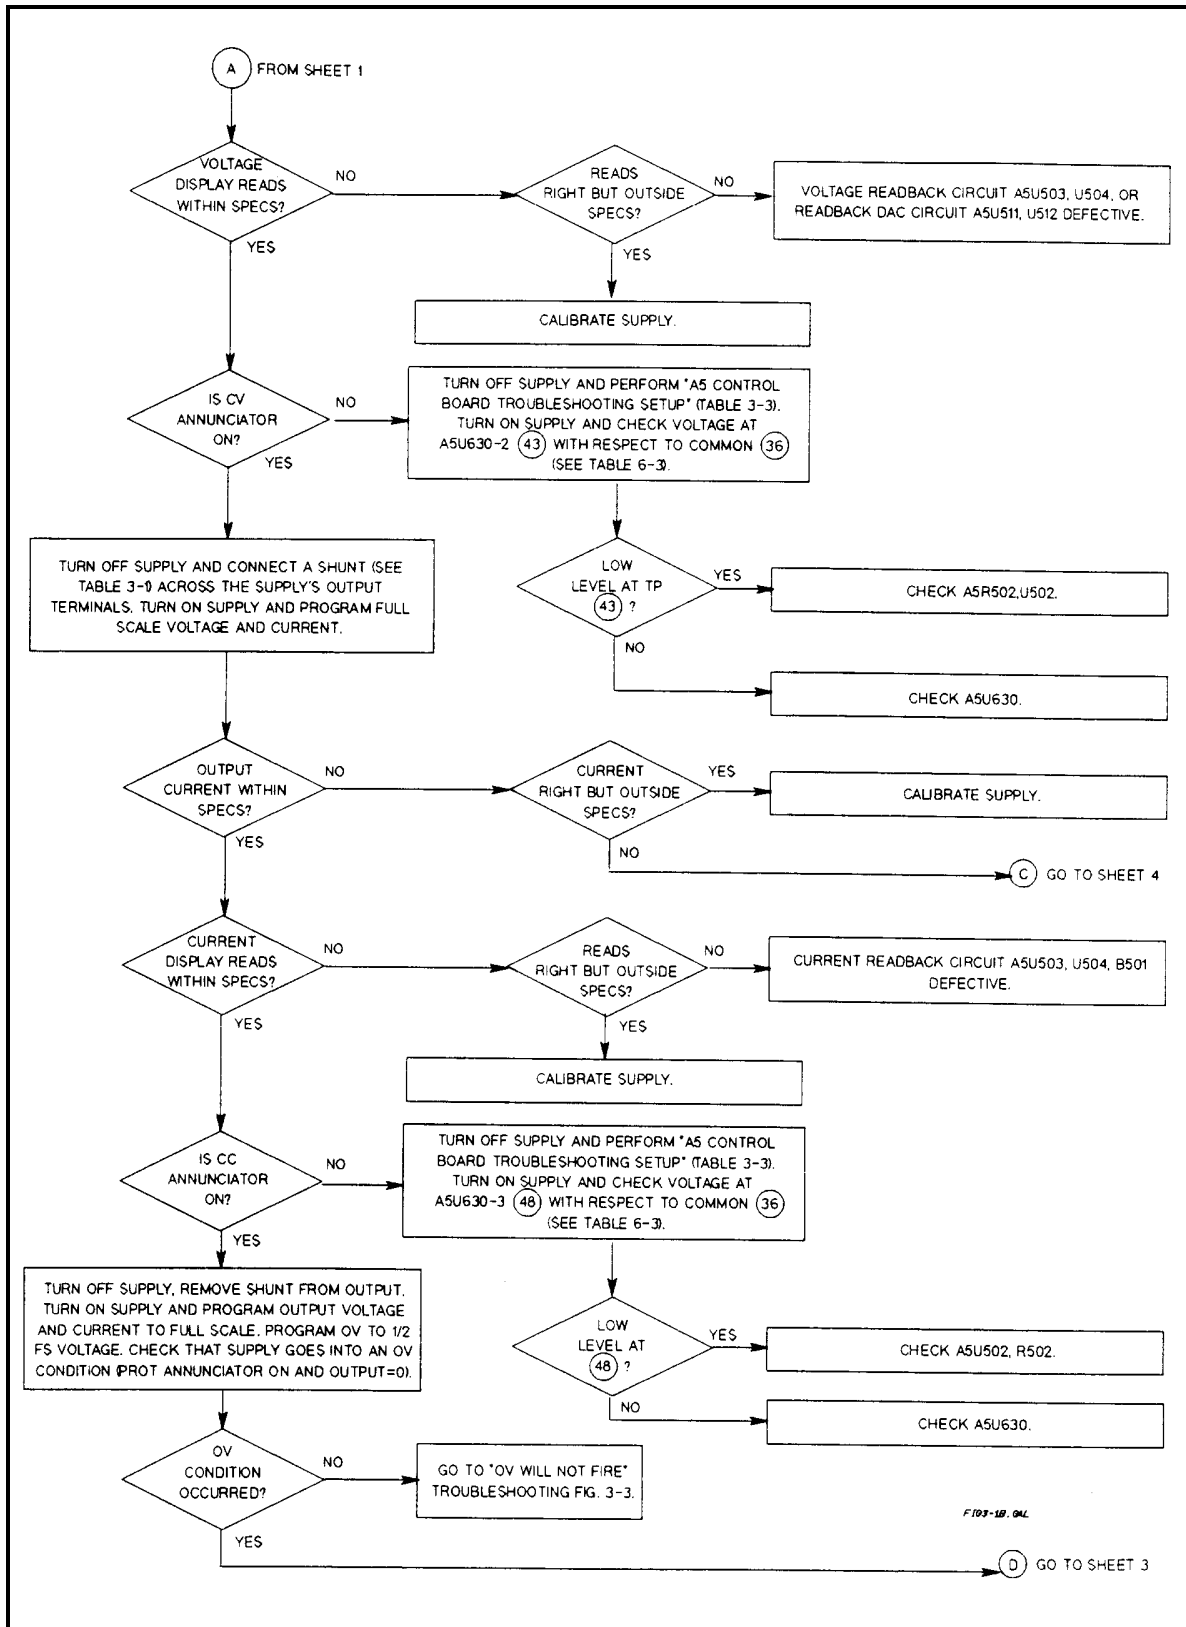 A FROM SHEET 1
VOLTAGE
DISPLAY READS
WITHIN SPECS?
NO
READS
RIGHT BUT OUTSIDE
SPECS?
NO
VOLTAGE READBACK CIRCUIT A5U503, U504, OR
READBACK DAC CIRCUIT A5U511, U512 DEFECTIVE.
YES
YES
CALIBRATE SUPPLY.
IS CV
ANNUNCIATOR
ON?
NO
TURN OFF SUPPLY AND PERFORM "A5 CONTROL
BOARD TROUBLESHOOTING SETUP" (TABLE 3-3).
TURN ON SUPPLY AND CHECK VOLTAGE AT
A5U630-2 43 WITH RESPECT TO COMMON 36
(SEE TABLE 6-3).
YES
TURN OFF SUPPLY AND CONNECT A SHUNT (SEE
TABLE 3-1) ACROSS THE SUPPLY'S OUTPUT
TERMINALS. TURN ON SUPPLY AND PROGRAM FULL
SCALE VOLTAGE AND CURRENT.
LOW
LEVEL AT TP
43 ?
YES
CHECK A5R502,U502.
NO
CHECK A5U630.
OUTPUT
CURRENT WITHIN
SPECS?
NO
CURRENT
RIGHT BUT OUTSIDE
SPECS?
YES
CALIBRATE SUPPLY.
YES
NO
C GO TO SHEET 4
CURRENT
DISPLAY READS
WITHIN SPECS?
NO
READS
RIGHT BUT OUTSIDE
SPECS?
NO
CURRENT READBACK CIRCUIT A5U503, U504, B501
DEFECTIVE.
YES
YES
CALIBRATE SUPPLY.
IS CC
ANNUNCIATOR
ON?
NO
TURN OFF SUPPLY AND PERFORM "A5 CONTROL
BOARD TROUBLESHOOTING SETUP" (TABLE 3-3).
TURN ON SUPPLY AND CHECK VOLTAGE AT
A5U630-3 48 WITH RESPECT TO COMMON 36
(SEE TABLE 6-3).
YES
TURN OFF SUPPLY, REMOVE SHUNT FROM OUTPUT.
TURN ON SUPPLY AND PROGRAM OUTPUT VOLTAGE
AND CURRENT TO FULL SCALE. PROGRAM OV TO 1/2
FS VOLTAGE. CHECK THAT SUPPLY GOES INTO AN OV
CONDITION (PROT ANNUNCIATOR ON AND OUTPUT=0).
LOW
LEVEL AT
48 ?
YES
CHECK A5U502, R502.
NO
CHECK A5U630.
OV
CONDITION
OCCURRED?
NO
GO TO "OV WILL NOT FIRE"
TROUBLESHOOTING FIG. 3-3.
YES
FIG3-1B.GAL
D GO TO SHEET 3